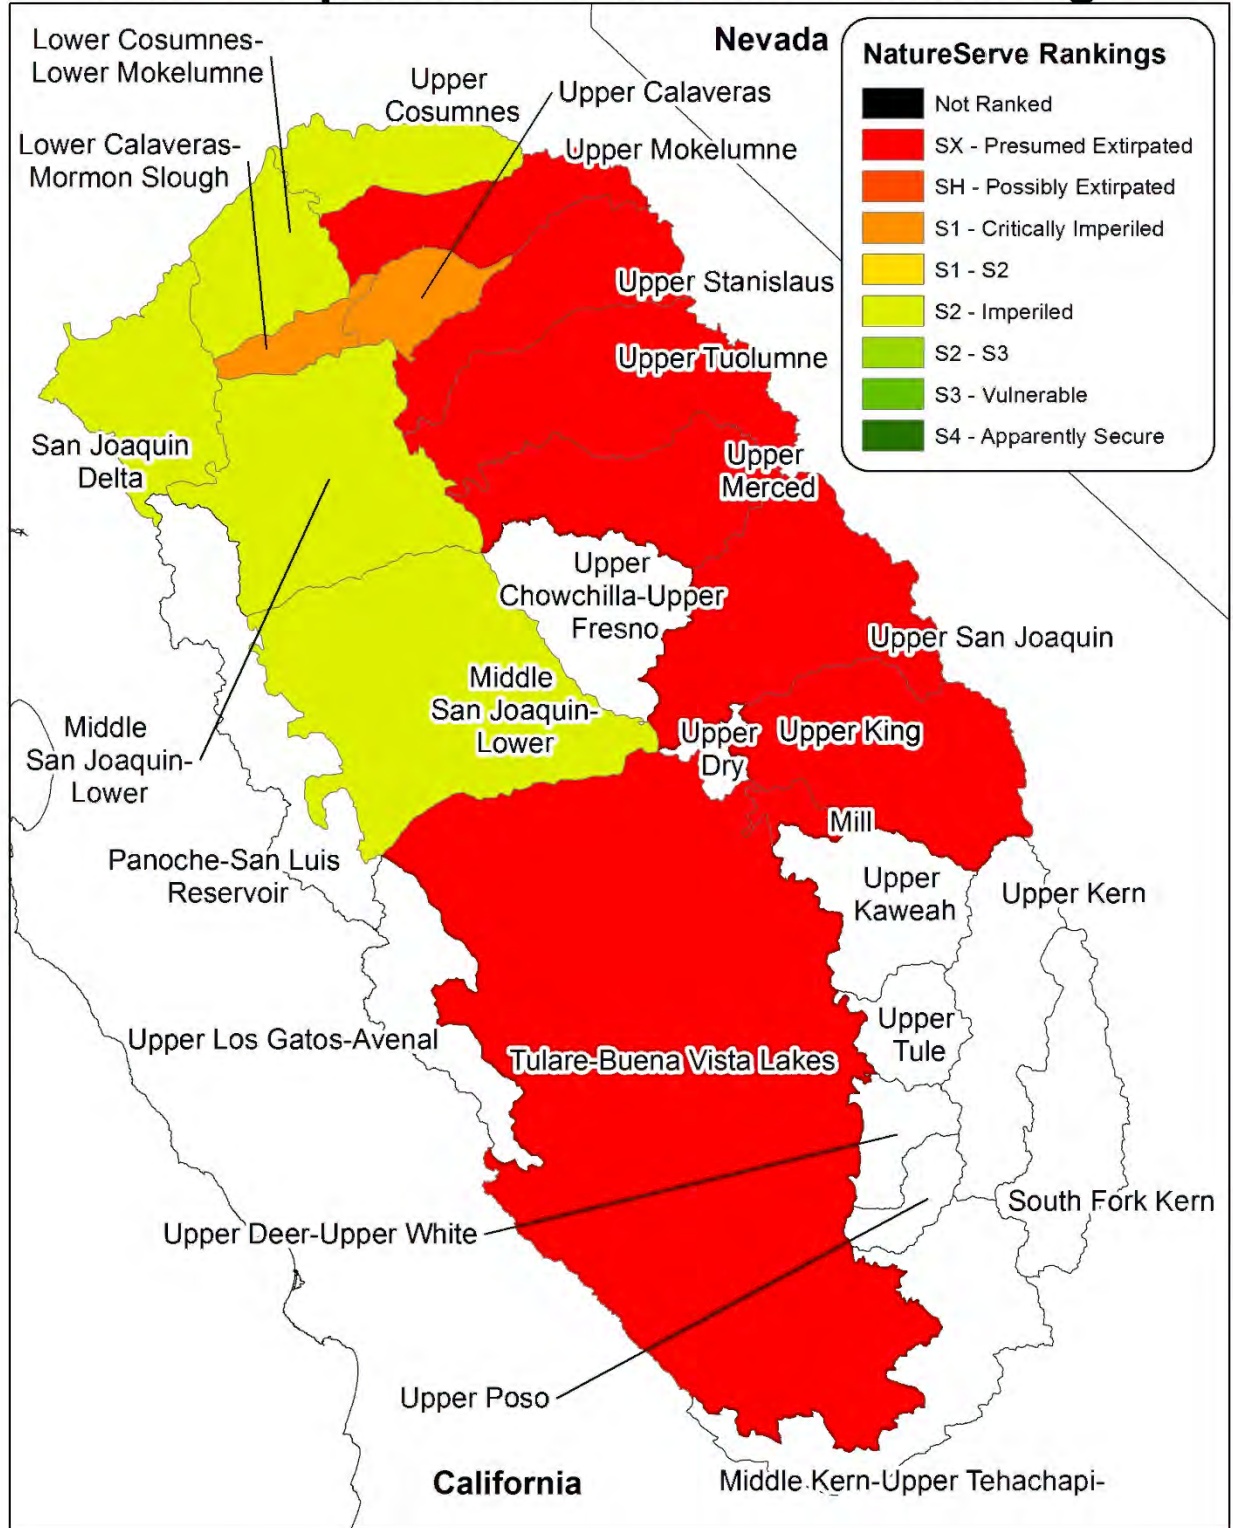 Nevada
NatureServe Rankings
Not Ranked
SX - Presumed Extirpated
SH - Possibly Extirpated
S1 - Critically Imperiled
S1 - S2
S2 - Imperiled
S2 - S3
S3 - Vulnerable
S4 - Apparently Secure
Lower Cosumnes-
Lower Mokelumne
Upper
Cosumnes
Upper Calaveras
Upper Mokelumne
Lower Calaveras-
Mormon Slough
Upper Stanislaus
Upper Tuolumne
San Joaquin
Delta
Upper
Merced
Upper
Chowchilla-Upper
Fresno
Upper San Joaquin
Middle
San Joaquin-
Lower
Middle
San Joaquin-
Lower
Upper
Dry
Upper King
Mill
Panoche-San Luis
Reservoir
Upper
Kaweah
Upper Kern
Upper Los Gatos-Avenal
Upper
Tule
Tulare-Buena Vista Lakes
South Fork Kern
Upper Deer-Upper White
Upper Poso
California
Middle Kern-Upper Tehachapi-